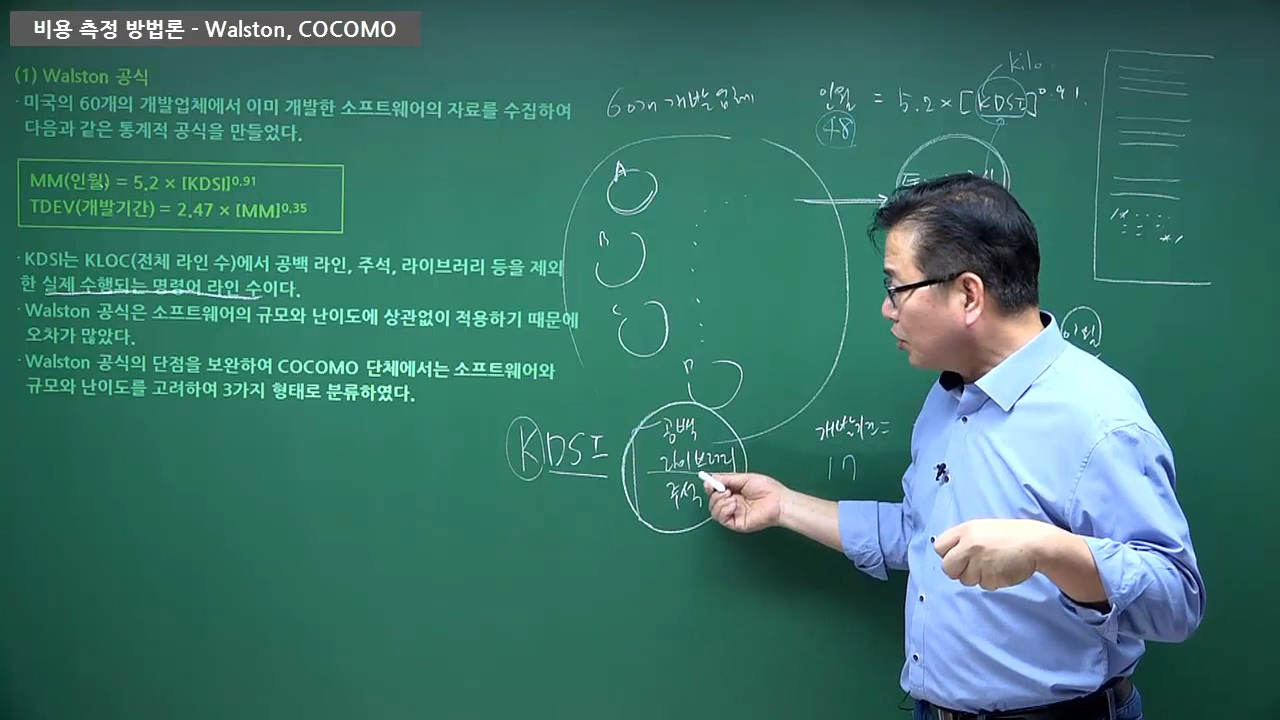 비용 측정 방법론 - Walston, COCOMO
(1) Walston 공식
· 미국의 60개의 개발업체에서 이미 개발한 소프트웨어의 자료를 수집하여
다음과 같은 통계적 공식을 만들었다.
MM(인월) = 5.2 × [KDSI]0.91
TDEV(개발기간) = 2.47 × [MM]0.35
· KDSI는 KLOC(전체 라인 수)에서 공백 라인, 주석, 라이브러리 등을 제외
한 실제 수행되는 명령어 라인 수이다.
· Walston 공식은 소프트웨어의 규모와 난이도에 상관없이 적용하기 때문에
오차가 많았다.
· Walston 공식의 단점을 보완하여 COCOMO 단체에서는 소프트웨어와
규모와 난이도를 고려하여 3가지 형태로 분류하였다.
60개 개발업체
kilo
인월 = 5.2 × [KDSI]0.91.
48
A
B
C
D
KDSI
공백
라이브러리
주석
개발기간 =
17
인월